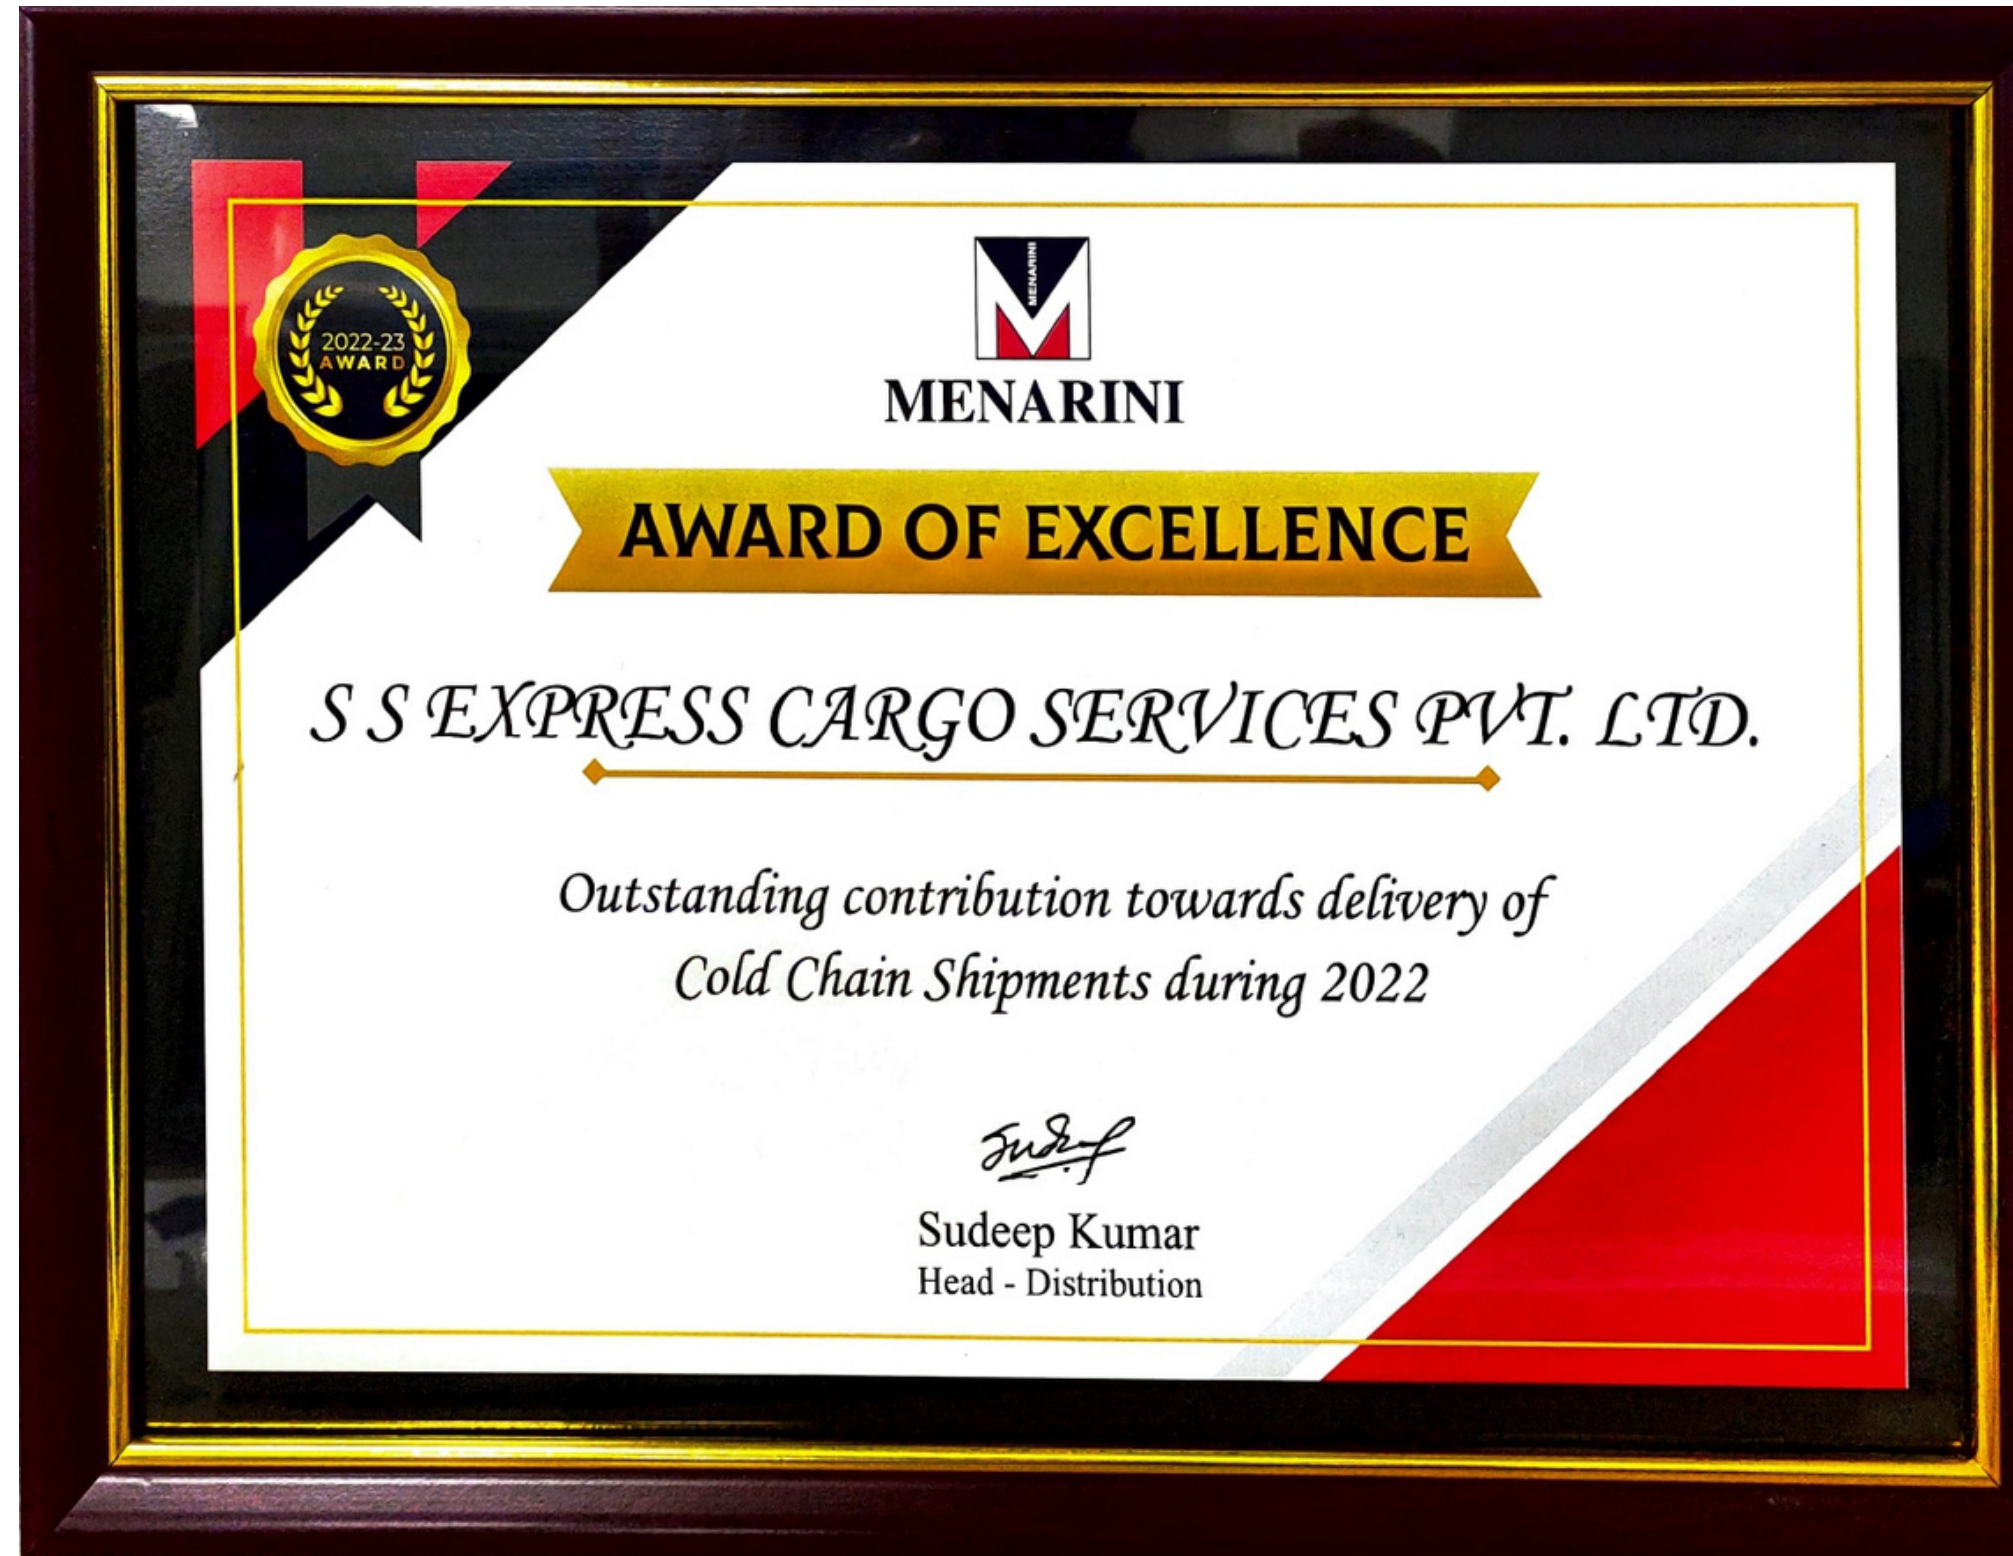 2022-23
AWARD
MENARINI
MENARINI
AWARD OF EXCELLENCE
S S EXPRESS CARGO SERVICES PVT. LTD.
Outstanding contribution towards delivery of
Cold Chain Shipments during 2022
Sudeep
Sudeep Kumar
Head - Distribution